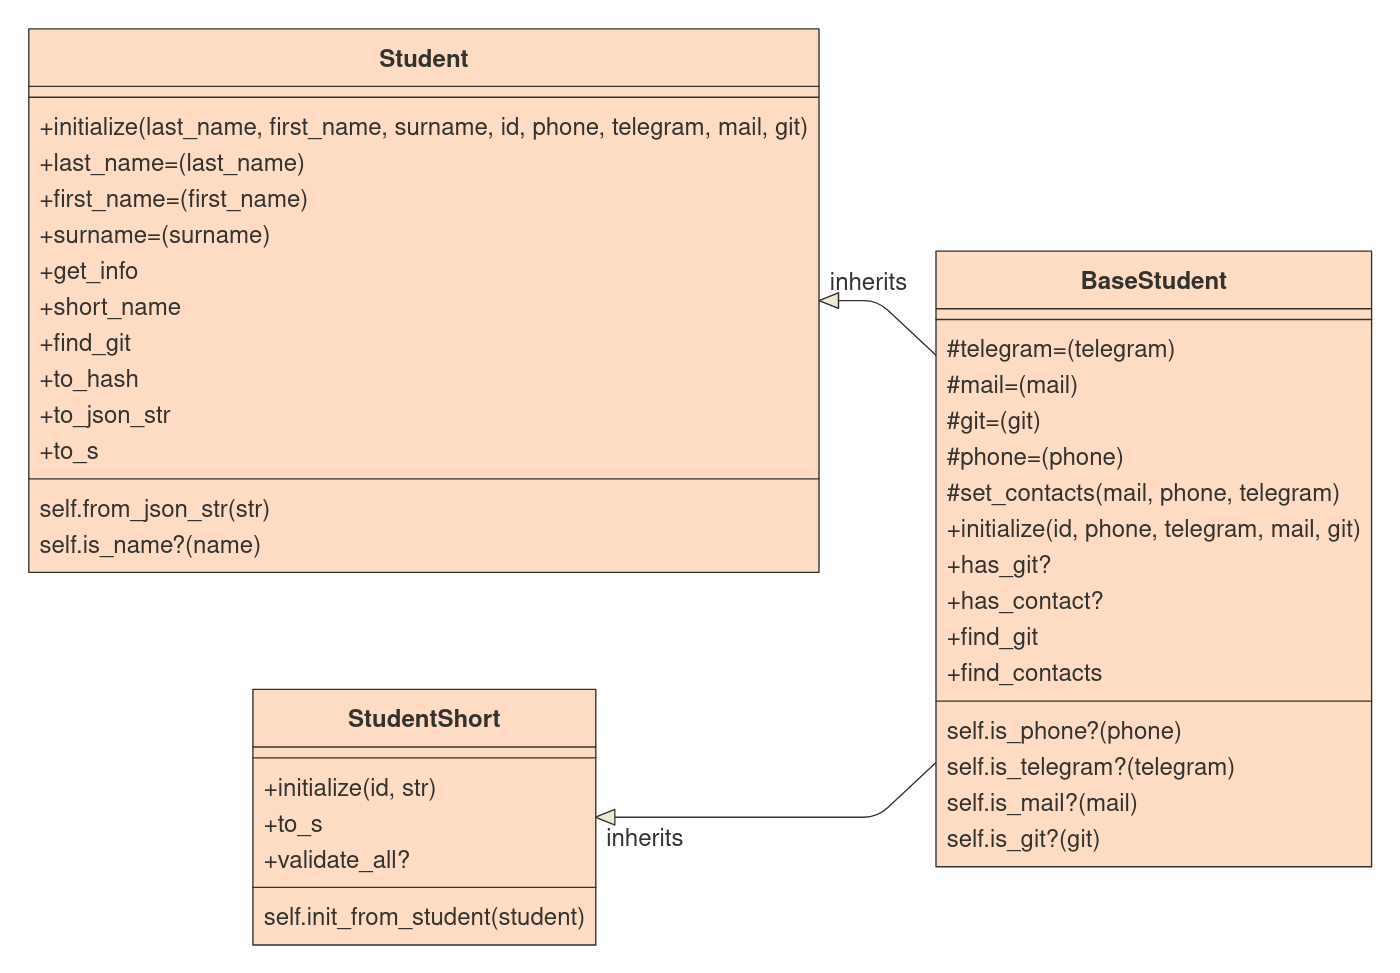 Student
+initialize(last_name, first_name, surname, id, phone, telegram, mail, git)
+last_name=(last_name)
+first_name=(first_name)
+surname=(surname)
+get_info
+short_name
+find_git
+to_hash
+to_json_str
+to_s
self.from_json_str(str)
self.is_name?(name)
inherits
BaseStudent
#telegram=(telegram)
#mail=(mail)
#git=(git)
#phone=(phone)
#set_contacts(mail, phone, telegram)
+initialize(id, phone, telegram, mail, git)
+has_git?
+has_contact?
+find_git
+find_contacts
self.is_phone?(phone)
self.is_telegram?(telegram)
self.is_mail?(mail)
self.is_git?(git)
StudentShort
+initialize(id, str)
+to_s
+validate_all?
self.init_from_student(student)
inherits